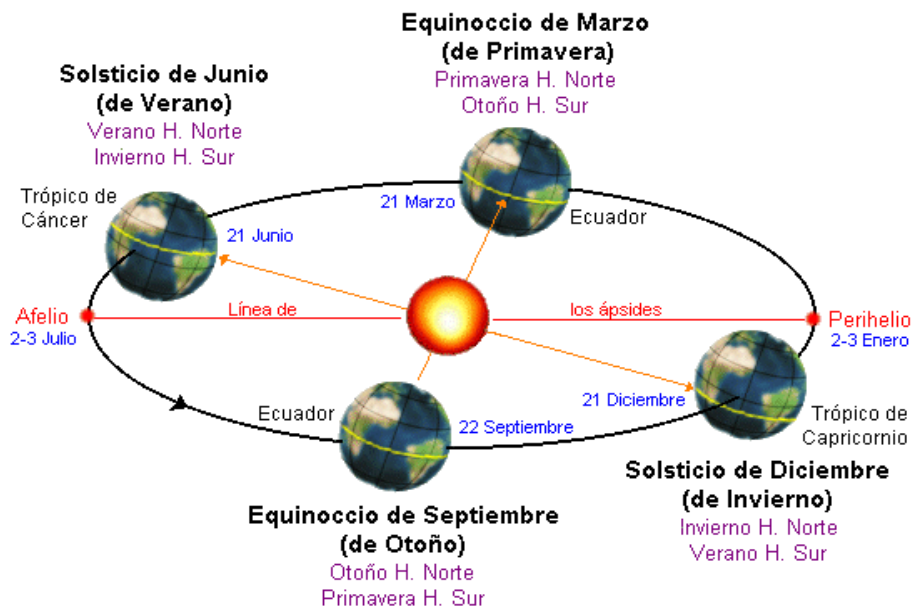 Equinoccio de Marzo
(de Primavera)
Primavera H. Norte
Otoño H. Sur
Solsticio de Junio
(de Verano)
Verano H. Norte
Invierno H. Sur
Trópico de
Cáncer
21 Junio
21 Marzo
Ecuador
Afelio
2-3 Julio
Línea de
los ápsides
Perihelio
2-3 Enero
Ecuador
22 Septiembre
21 Diciembre
Trópico de
Capricornio
Equinoccio de Septiembre
(de Otoño)
Otoño H. Norte
Primavera H. Sur
Solsticio de Diciembre
(de Invierno)
Invierno H. Norte
Verano H. Sur